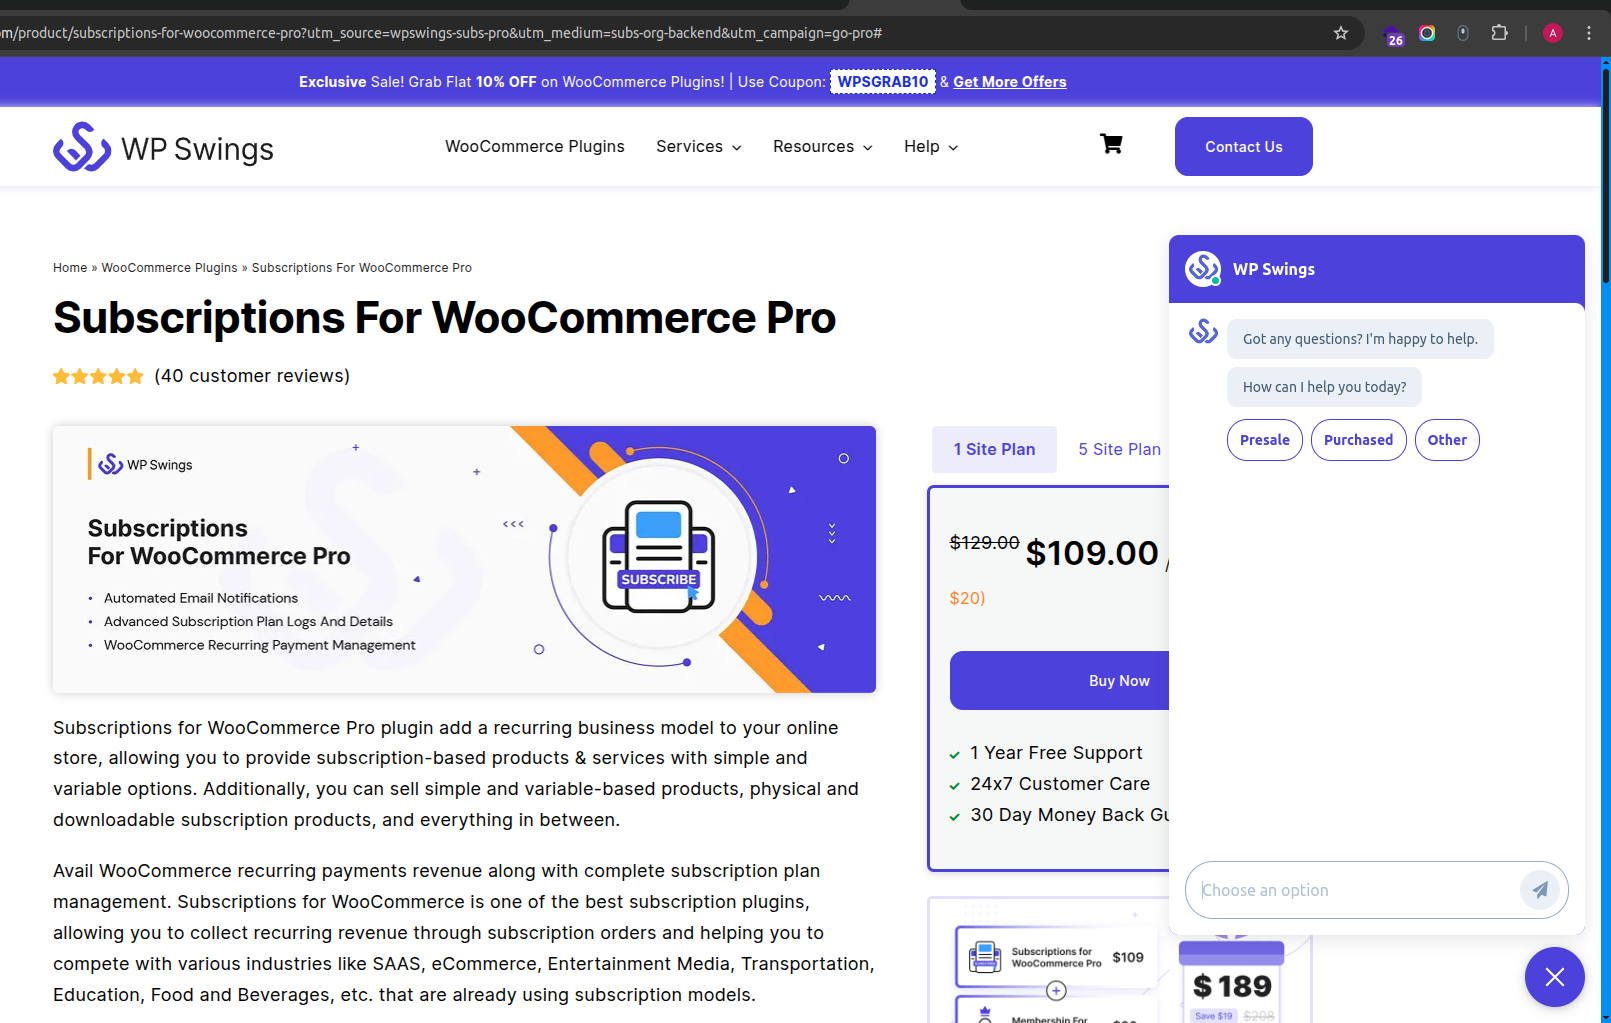 om/product/subscriptions-for-woocommerce-pro?utm_source=wpswings-subs-pro&utm_medium=subs-org-backend&utm_campaign=go-pro#
26
A
Exclusive Sale! Grab Flat 10% OFF on WooCommerce Plugins! | Use Coupon: WPSGRAB10 & Get More Offers
WP Swings
WooCommerce Plugins
Services
Resources
Help
Contact Us
Home » WooCommerce Plugins » Subscriptions For WooCommerce Pro
Subscriptions For WooCommerce Pro
(40 customer reviews)
WP Swings
Subscriptions
For WooCommerce Pro
• Automated Email Notifications
• Advanced Subscription Plan Logs And Details
• WooCommerce Recurring Payment Management
SUBSCRIBE
Subscriptions for WooCommerce Pro plugin add a recurring business model to your online
store, allowing you to provide subscription-based products & services with simple and
variable options. Additionally, you can sell simple and variable-based products, physical and
downloadable subscription products, and everything in between.
Avail WooCommerce recurring payments revenue along with complete subscription plan
management. Subscriptions for WooCommerce is one of the best subscription plugins,
allowing you to collect recurring revenue through subscription orders and helping you to
compete with various industries like SAAS, eCommerce, Entertainment Media, Transportation,
Education, Food and Beverages, etc. that are already using subscription models.
1 Site Plan
5 Site Plan
$129.00 $109.00 /
$20)
Buy Now
1 Year Free Support
24x7 Customer Care
30 Day Money Back Gu
Subscriptions for
WooCommerce Pro
$109
Membership For
$189
Save $19 $208
WP Swings
Got any questions? I'm happy to help.
How can I help you today?
Presale
Purchased
Other
Choose an option